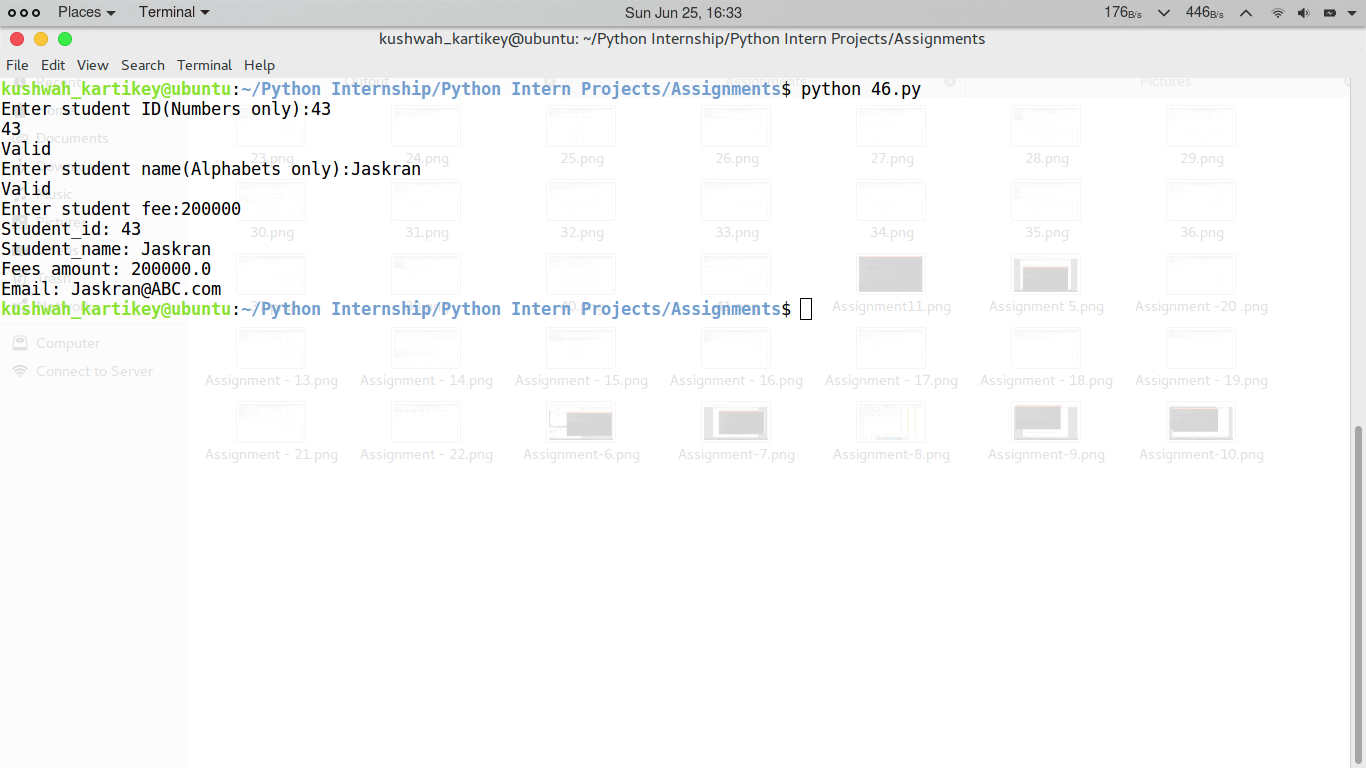 Places Terminal Sun Jun 25, 16:33 176B/s 446B/s
kushwah_kartikey@ubuntu: ~/Python Internship/Python Intern Projects/Assignments
File Edit View Search Terminal Help
Recent Output Assignments Pictures
kushwah_kartikey@ubuntu:~/Python Internship/Python Intern Projects/Assignments$ python 46.py
Enter student ID(Numbers only):43
43
Documents
Valid
23.png 24.png 25.png 26.png 27.png 28.png 29.png
Enter student name(Alphabets only):Jaskran
Valid
Music
Enter student fee:200000
Pictures
Student_id: 43
30.png 31.png 32.png 33.png 34.png 35.png 36.png
Student_name: Jaskran
Fees amount: 200000.0
Trash
Email: Jaskran@ABC.com
kushwah_kartikey@ubuntu:~/Python Internship/Python Intern Projects/Assignments$
Assignment11.png Assignment 5.png Assignment -20 .png
Computer
Connect to Server
Assignment - 13.png Assignment - 14.png Assignment - 15.png Assignment - 16.png Assignment - 17.png Assignment - 18.png Assignment - 19.png
Assignment - 21.png Assignment - 22.png Assignment-6.png Assignment-7.png Assignment-8.png Assignment-9.png Assignment-10.png